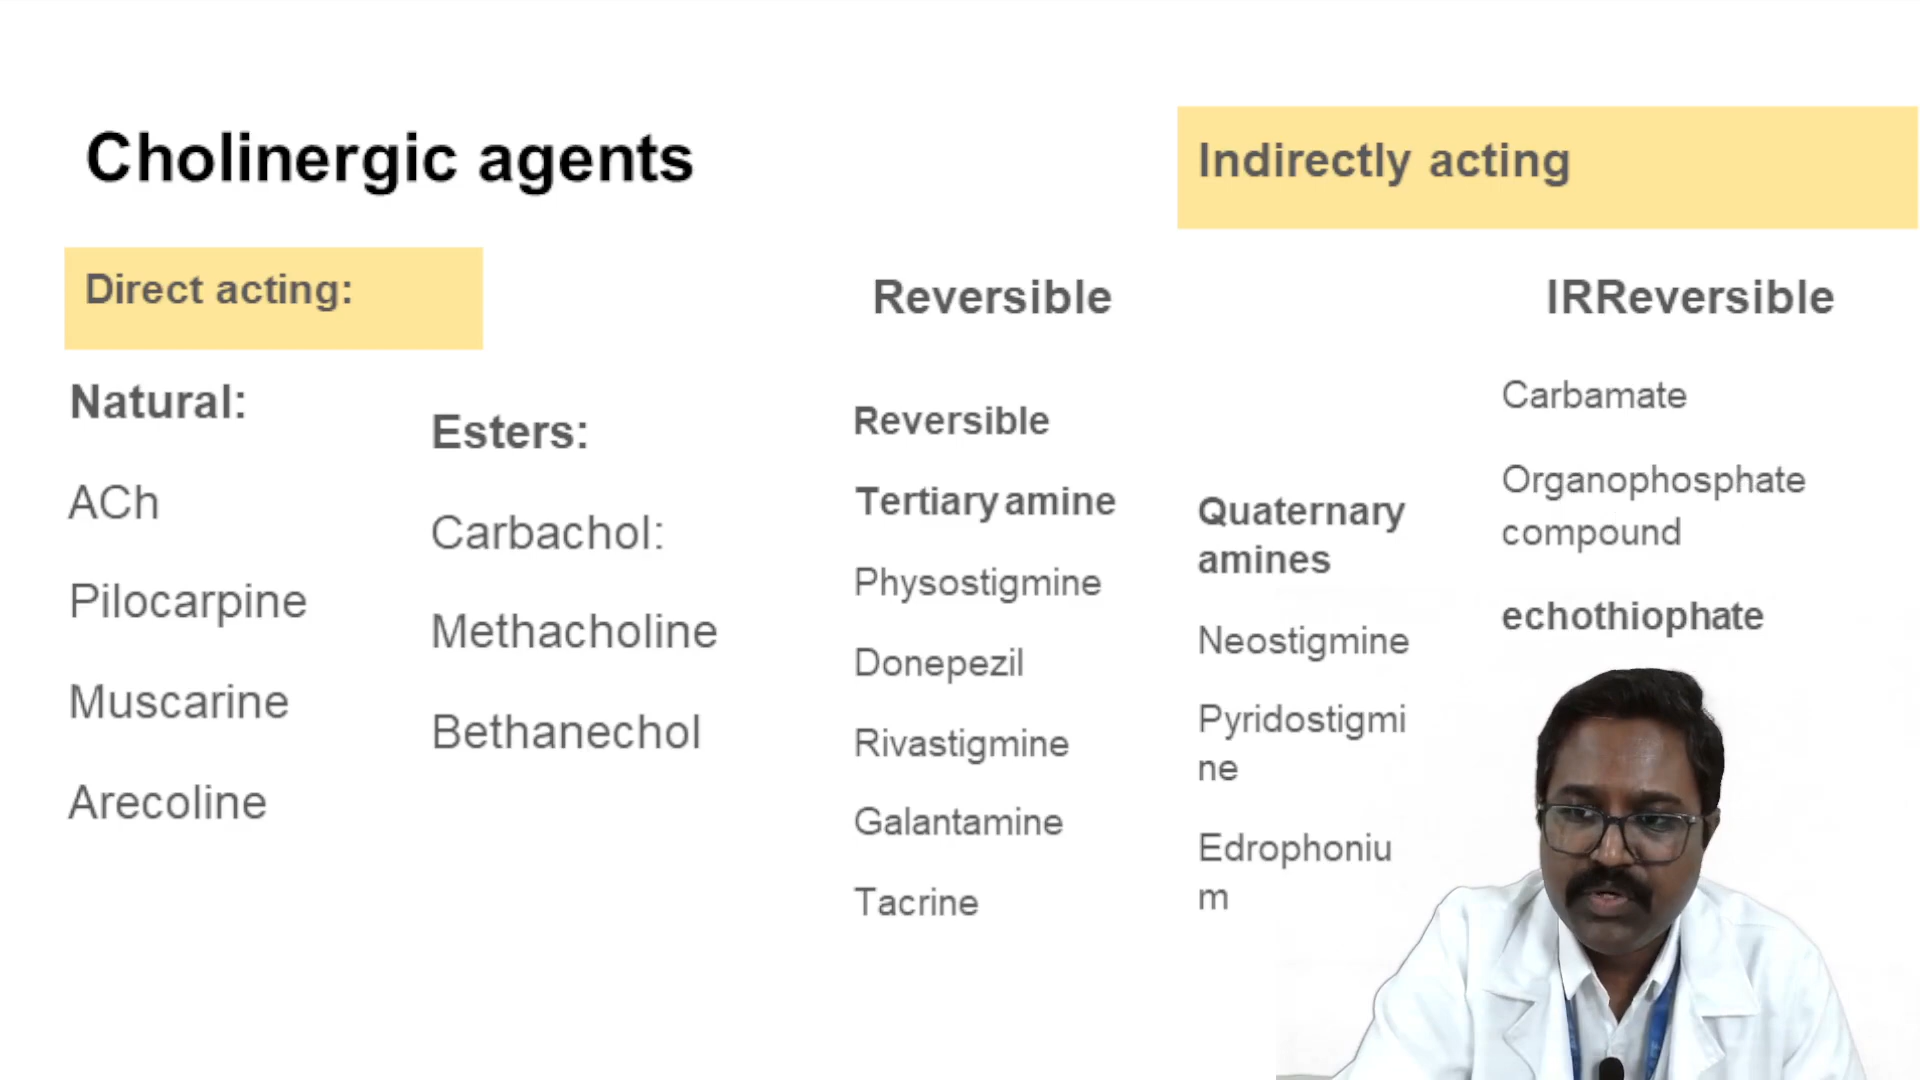 Cholinergic agents
Indirectly acting
Direct acting:
Reversible
IRReversible
Natural:
ACh
Pilocarpine
Muscarine
Arecoline
Esters:
Carbachol:
Methacholine
Bethanechol
Reversible
Tertiary amine
Physostigmine
Donepezil
Rivastigmine
Galantamine
Tacrine
Quaternary
amines
Neostigmine
Pyridostigmi
ne
Edrophoniu
m
Carbamate
Organophosphate
compound
echothiophate